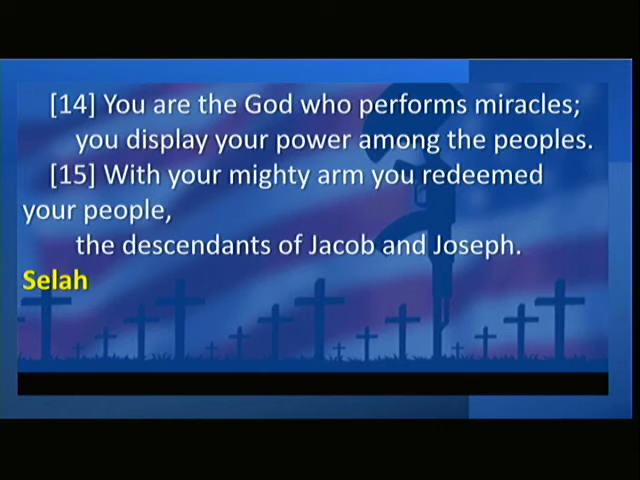 [14] You are the God who performs miracles;
you display your power among the peoples.
[15] With your mighty arm you redeemed
your people,
the descendants of Jacob and Joseph.
Selah